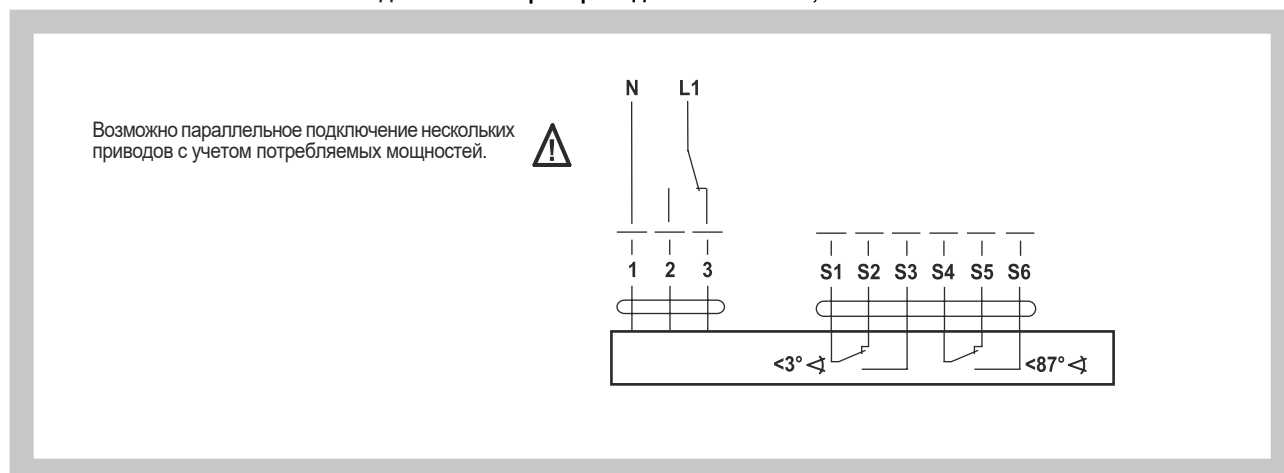 N L1
Возможно параллельное подключение нескольких
приводов с учетом потребляемых мощностей.
1 2 3 S1 S2 S3 S4 S5 S6
<3° <87°